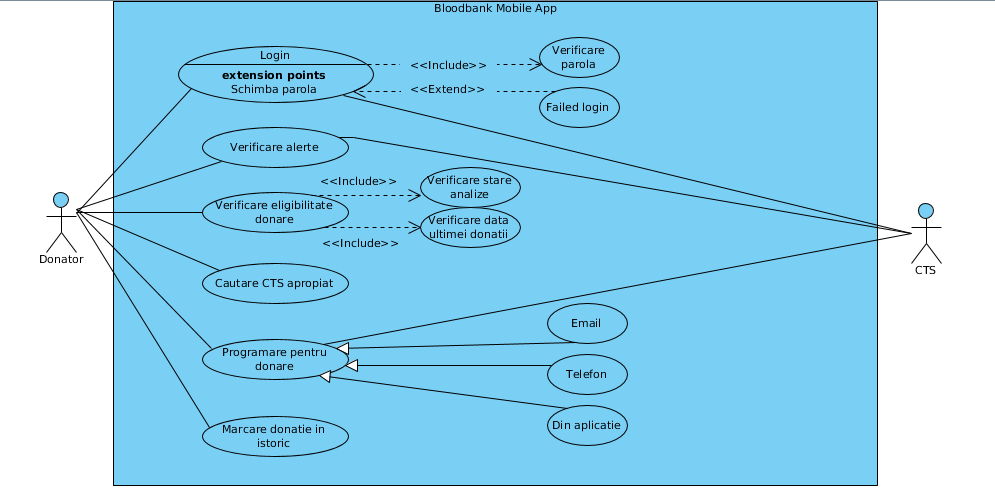 Bloodbank Mobile App
Login
extension points
Schimba parola
<<Include>>
Verificare
parola
<<Extend>>
Failed login
Verificare alerte
<<Include>>
Verificare stare
analize
Verificare eligibilitate
donare
Verificare data
ultimei donatii
<<Include>>
Donator
CTS
Cautare CTS apropiat
Email
Programare pentru
donare
Telefon
Din aplicatie
Marcare donatie in
istoric